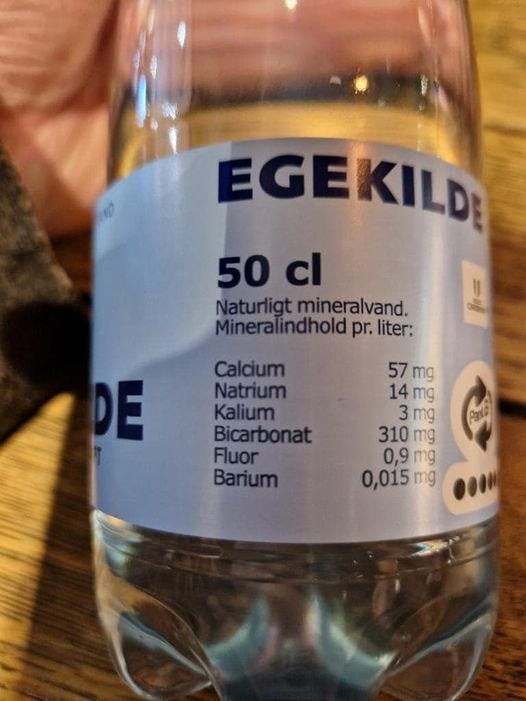 EGEKILDE
50 cl
Naturligt mineralvand.
Mineralindhold pr. liter:
Calcium 57 mg
Natrium 14 mg
Kalium 3 mg
Bicarbonat 310 mg
Fluor 0,9 mg
Barium 0,015 mg
DE